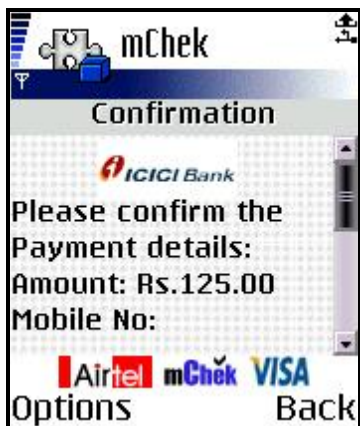 mChek
Confirmation
ICICI Bank
Please confirm the
Payment details:
Amount: Rs.125.00
Mobile No:
Airtel mChek VISA
Options Back